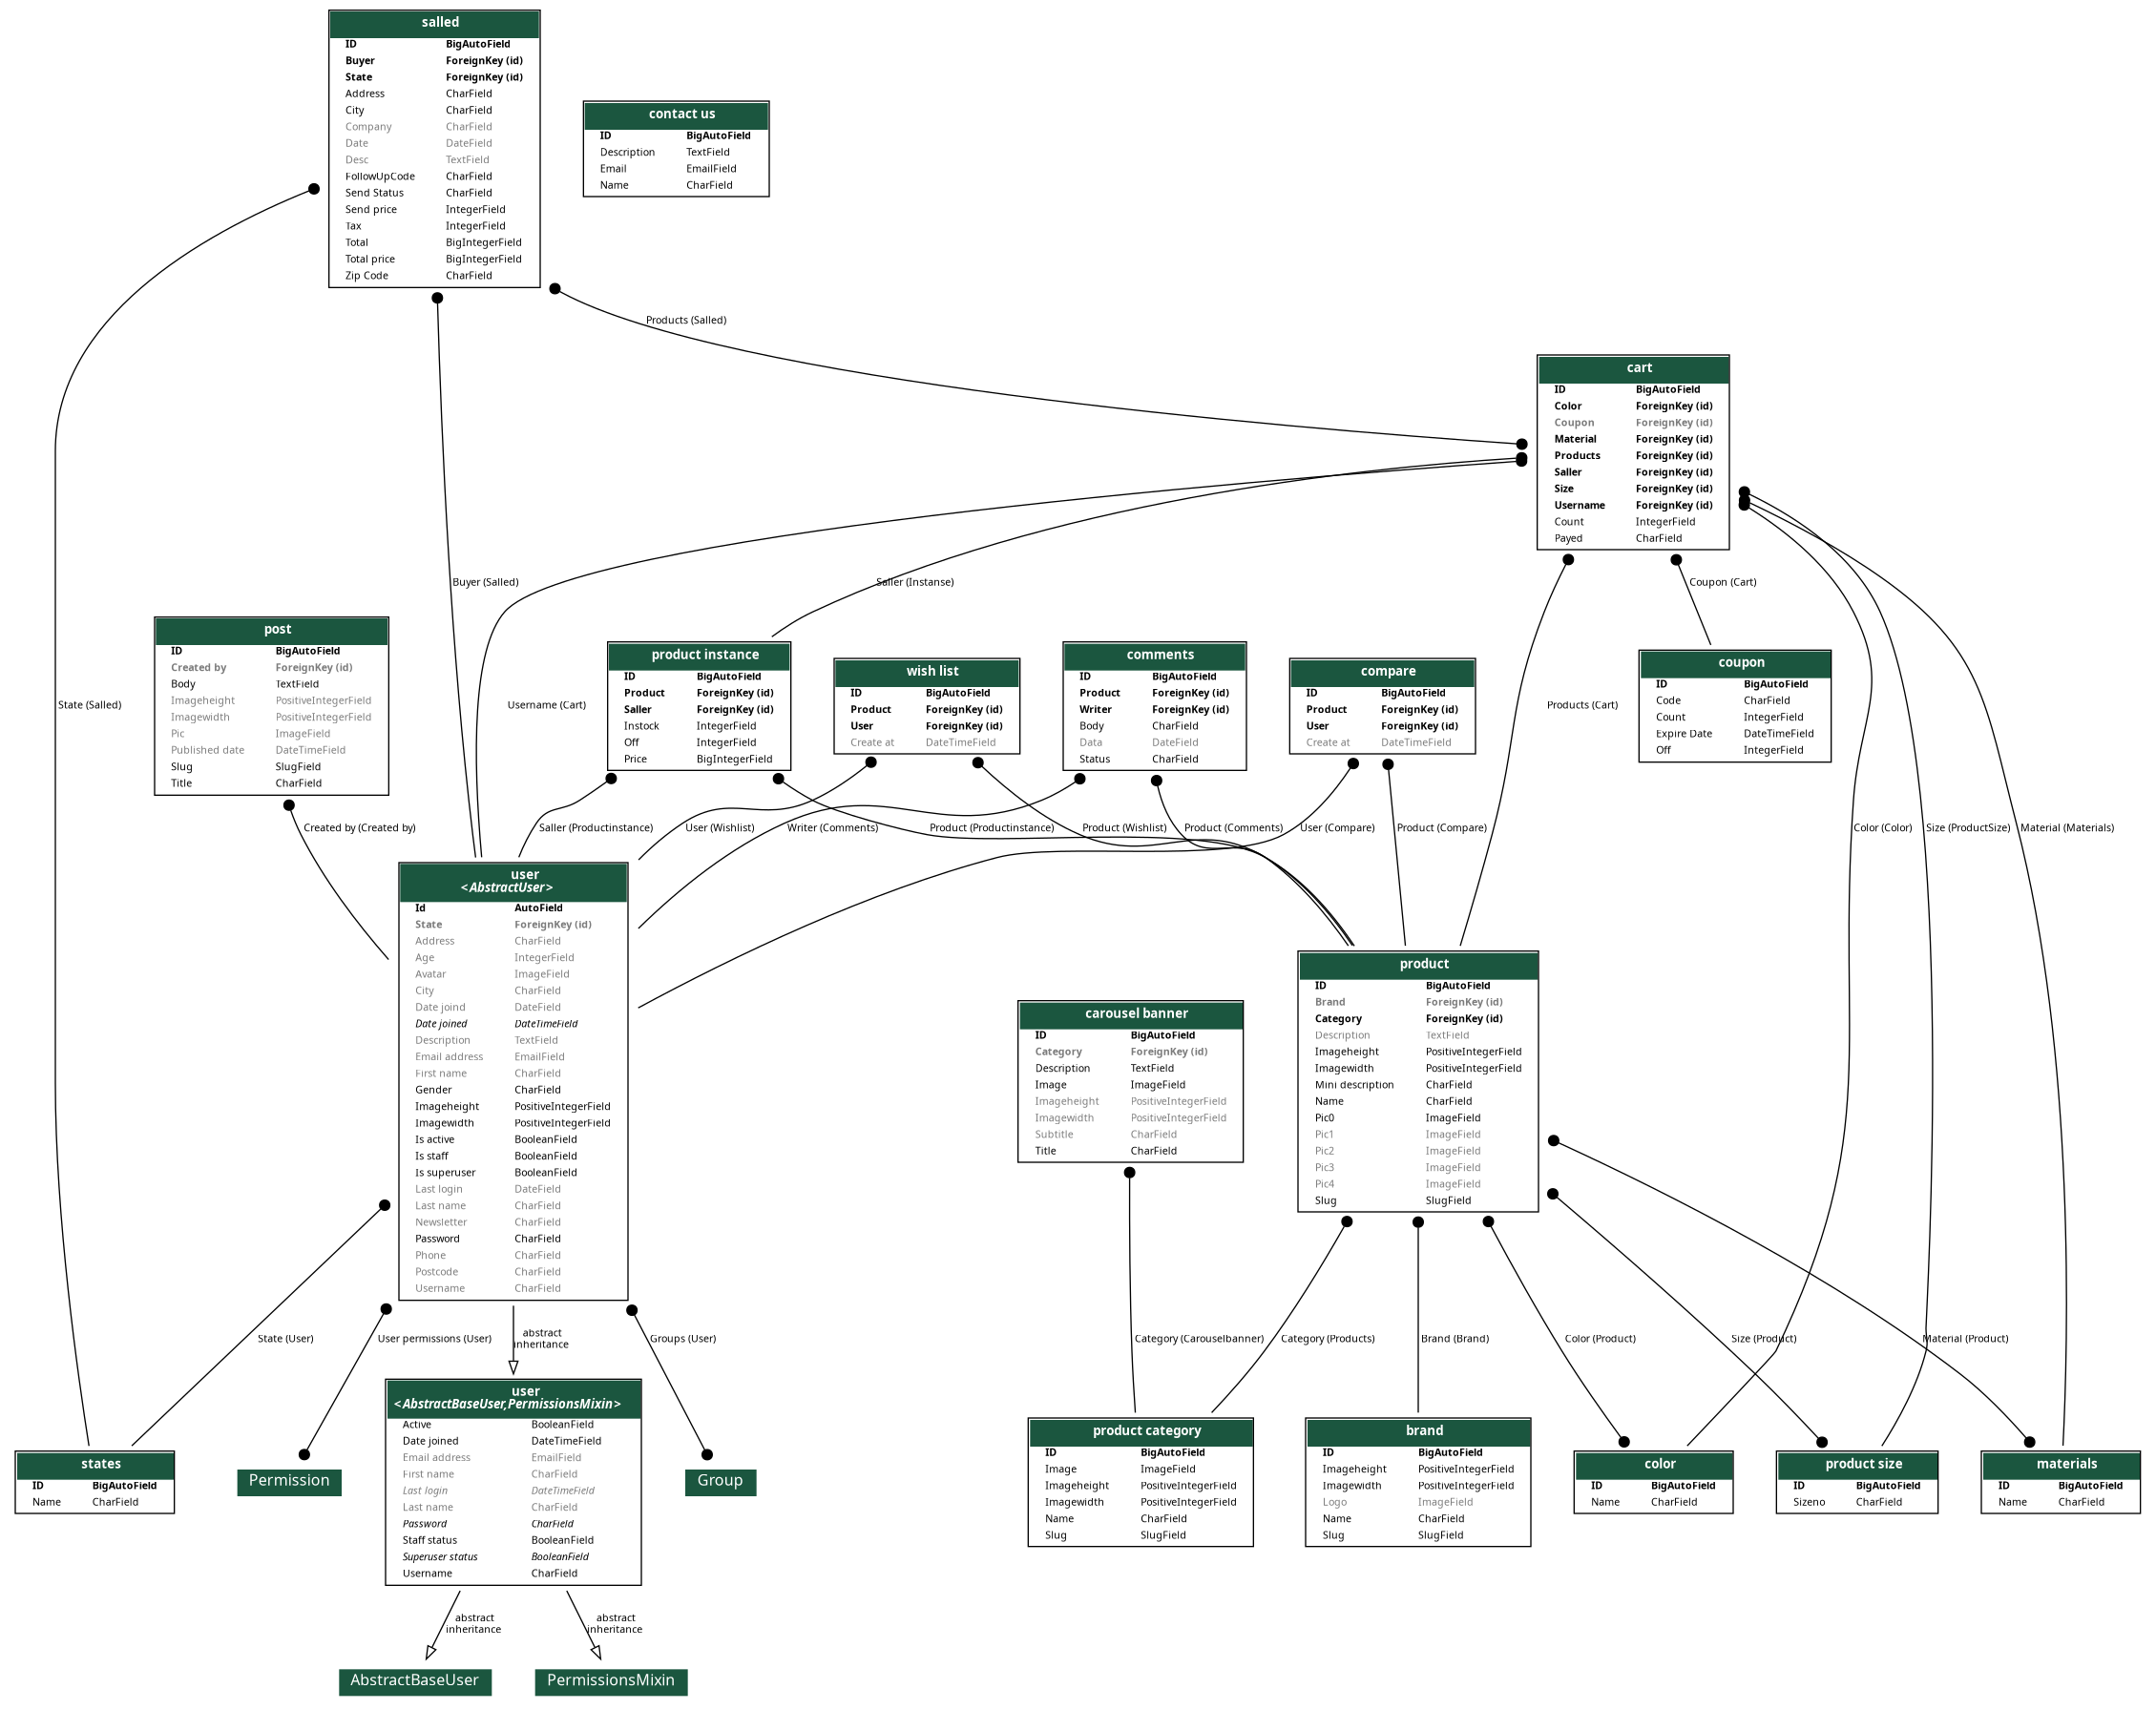 salled
ID BigAutoField
Buyer ForeignKey (id)
State ForeignKey (id)
Address CharField
City CharField
Company CharField
Date DateField
Desc TextField
FollowUpCode CharField
Send Status CharField
Send price IntegerField
Tax IntegerField
Total BigIntegerField
Total price BigIntegerField
Zip Code CharField
contact us
ID BigAutoField
Description TextField
Email EmailField
Name CharField
Products (Salled)
cart
ID BigAutoField
Color ForeignKey (id)
Coupon ForeignKey (id)
Material ForeignKey (id)
Products ForeignKey (id)
Saller ForeignKey (id)
Size ForeignKey (id)
Username ForeignKey (id)
Count IntegerField
Payed CharField
Buyer (Salled)
Saller (Instanse)
Coupon (Cart)
State (Salled)
post
ID BigAutoField
Created by ForeignKey (id)
Body TextField
Imageheight PositiveIntegerField
Imagewidth PositiveIntegerField
Pic ImageField
Published date DateTimeField
Slug SlugField
Title CharField
Username (Cart)
product instance
ID BigAutoField
Product ForeignKey (id)
Saller ForeignKey (id)
Instock IntegerField
Off IntegerField
Price BigIntegerField
wish list
ID BigAutoField
Product ForeignKey (id)
User ForeignKey (id)
Create at DateTimeField
comments
ID BigAutoField
Product ForeignKey (id)
Writer ForeignKey (id)
Body CharField
Data DateField
Status CharField
compare
ID BigAutoField
Product ForeignKey (id)
User ForeignKey (id)
Create at DateTimeField
Products (Cart)
coupon
ID BigAutoField
Code CharField
Count IntegerField
Expire Date DateTimeField
Off IntegerField
Created by (Created by)
Saller (Productinstance)
User (Wishlist)
Writer (Comments)
Product (Productinstance)
Product (Wishlist)
Product (Comments)
User (Compare)
Product (Compare)
Color (Color)
Size (ProductSize)
Material (Materials)
user
<AbstractUser>
Id AutoField
State ForeignKey (id)
Address CharField
Age IntegerField
Avatar ImageField
City CharField
Date joind DateField
Date joined DateTimeField
Description TextField
Email address EmailField
First name CharField
Gender CharField
Imageheight PositiveIntegerField
Imagewidth PositiveIntegerField
Is active BooleanField
Is staff BooleanField
Is superuser BooleanField
Last login DateField
Last name CharField
Newsletter CharField
Password CharField
Phone CharField
Postcode CharField
Username CharField
carousel banner
ID BigAutoField
Category ForeignKey (id)
Description TextField
Image ImageField
Imageheight PositiveIntegerField
Imagewidth PositiveIntegerField
Subtitle CharField
Title CharField
product
ID BigAutoField
Brand ForeignKey (id)
Category ForeignKey (id)
Description TextField
Imageheight PositiveIntegerField
Imagewidth PositiveIntegerField
Mini description CharField
Name CharField
Pic0 ImageField
Pic1 ImageField
Pic2 ImageField
Pic3 ImageField
Pic4 ImageField
Slug SlugField
State (User)
User permissions (User)
abstract
inheritance
Groups (User)
Category (Carouselbanner)
Category (Products)
Brand (Brand)
Color (Product)
Size (Product)
Material (Product)
states
ID BigAutoField
Name CharField
Permission
user
<AbstractBaseUser,PermissionsMixin>
Active BooleanField
Date joined DateTimeField
Email address EmailField
First name CharField
Last login DateTimeField
Last name CharField
Password CharField
Staff status BooleanField
Superuser status BooleanField
Username CharField
Group
product category
ID BigAutoField
Image ImageField
Imageheight PositiveIntegerField
Imagewidth PositiveIntegerField
Name CharField
Slug SlugField
brand
ID BigAutoField
Imageheight PositiveIntegerField
Imagewidth PositiveIntegerField
Logo ImageField
Name CharField
Slug SlugField
color
ID BigAutoField
Name CharField
product size
ID BigAutoField
Sizeno CharField
materials
ID BigAutoField
Name CharField
abstract
inheritance
abstract
inheritance
AbstractBaseUser
PermissionsMixin